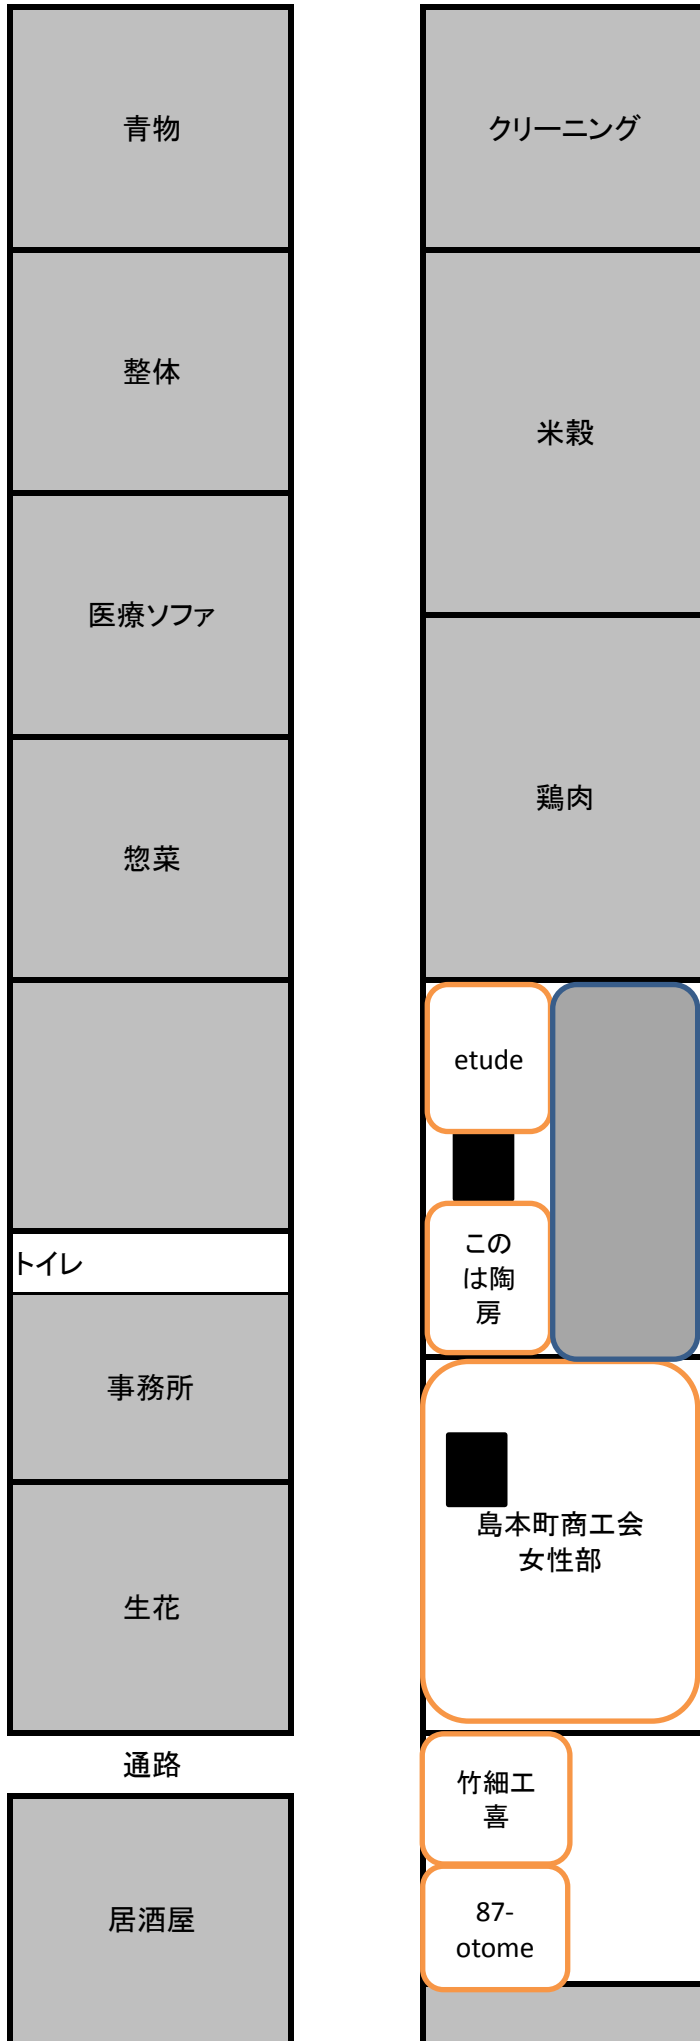 青物
整体
医療ソファ
惣菜
トイレ
事務所
生花
通路
居酒屋
クリーニング
米穀
鶏肉
etude
この
は陶
房
島本町商工会
女性部
竹細工
喜
87-
otome